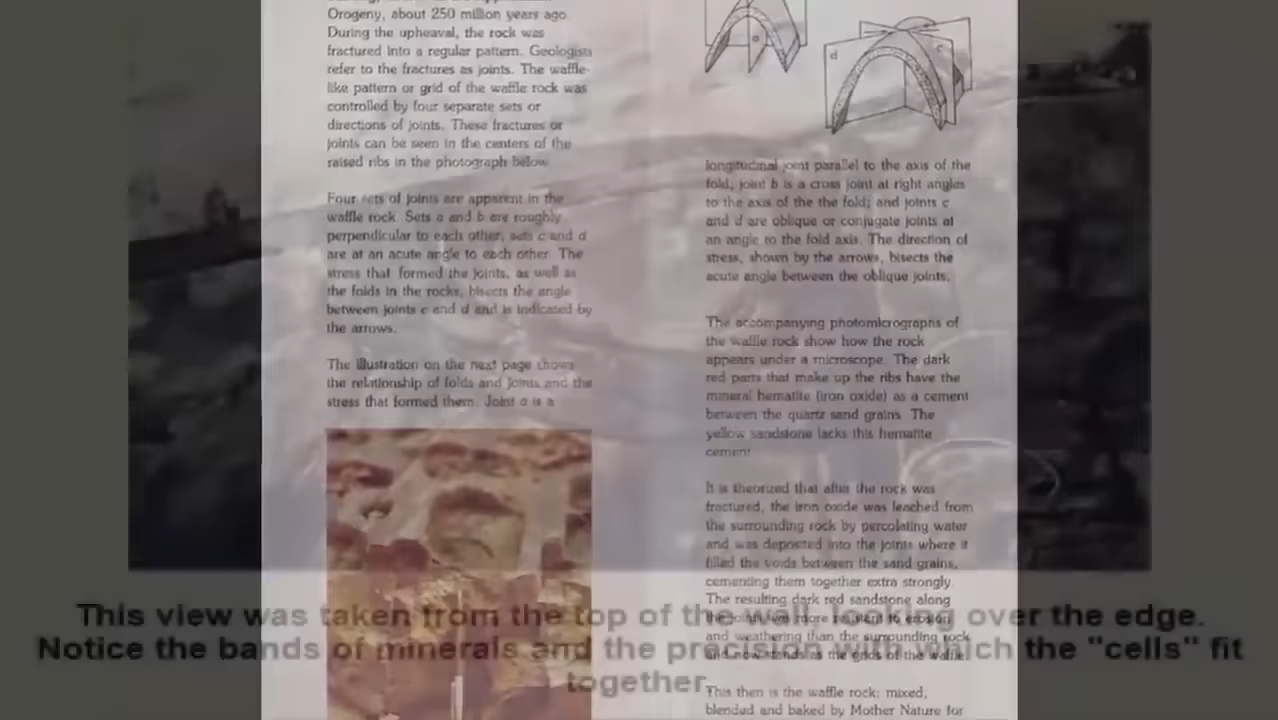 Orogeny, about 250 million years ago.
During the upheaval, the rock was
fractured into a regular pattern. Geologists
refer to the fractures as joints. The waffle-
like pattern or grid of the waffle rock was
controlled by four separate sets or
directions of joints. These fractures or
joints can be seen in the centers of the
raised ribs in the photograph below
Four sets of joints are apparent in the
waffle rock. Sets a and b are roughly
perpendicular to each other, sets c and d
are at an acute angle to each other. The
stress that formed the joints, as well as
the folds in the rocks, bisects the angle
between joints c and d and is indicated by
the arrows.
The illustration on the next page shows
the relationship of folds and joints and the
stress that formed them. Joint a is a
d
c
longitudinal joint parallel to the axis of the
fold; joint b is a cross joint at right angles
to the axis of the the fold; and joints c
and d are oblique or conjugate joints at
an angle to the fold axis. The direction of
stress, shown by the arrows, bisects the
acute angle between the oblique joints.
The accompanying photomicrographs of
the waffle rock show how the rock
appears under a microscope. The dark
red parts that make up the ribs have the
mineral hematite (iron oxide) as a cement
between the quartz sand grains. The
yellow sandstone lacks this hematite
cement.
It is theorized that after the rock was
fractured, the iron oxide was leached from
the surrounding rock by percolating water
and was deposited into the joints where it
filled the voids between the sand grains,
cementing them together extra strongly.
The resulting dark red sandstone along
the joints was more resistant to erosion
and weathering than the surrounding rock
and now stands as the grids of the waffle
This then is the waffle rock; mixed,
blended and baked by Mother Nature for
This view was taken from the top of the wall, looking over the edge.
Notice the bands of minerals and the precision with which the "cells" fit
together.